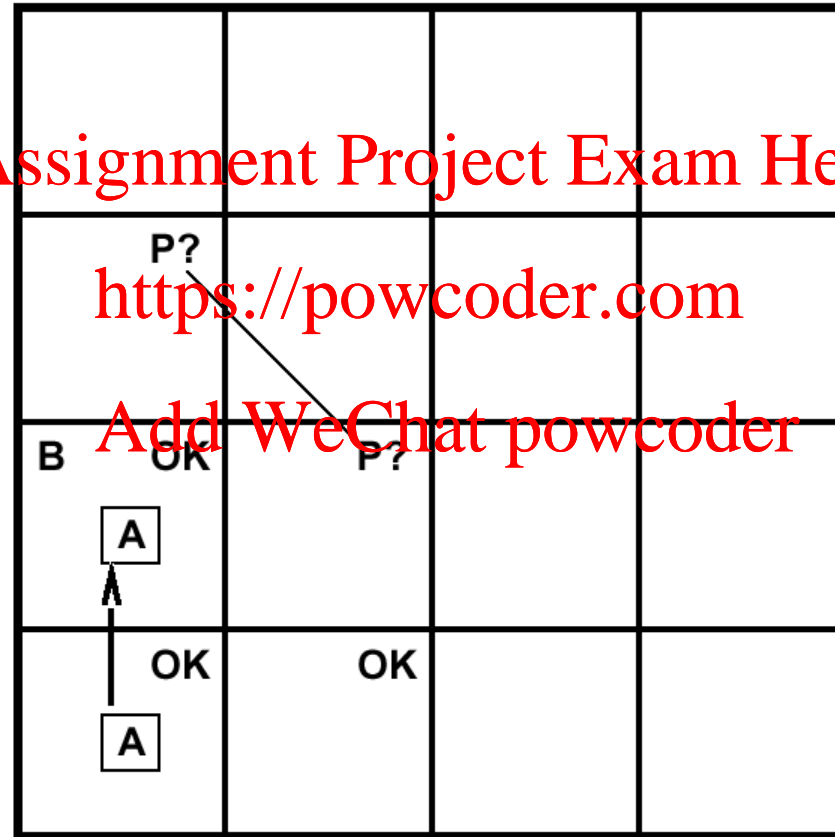 Assignment Project Exam He
P?
https://powcoder.com
Add WeChat powcoder
B OK P?
A
OK OK
A